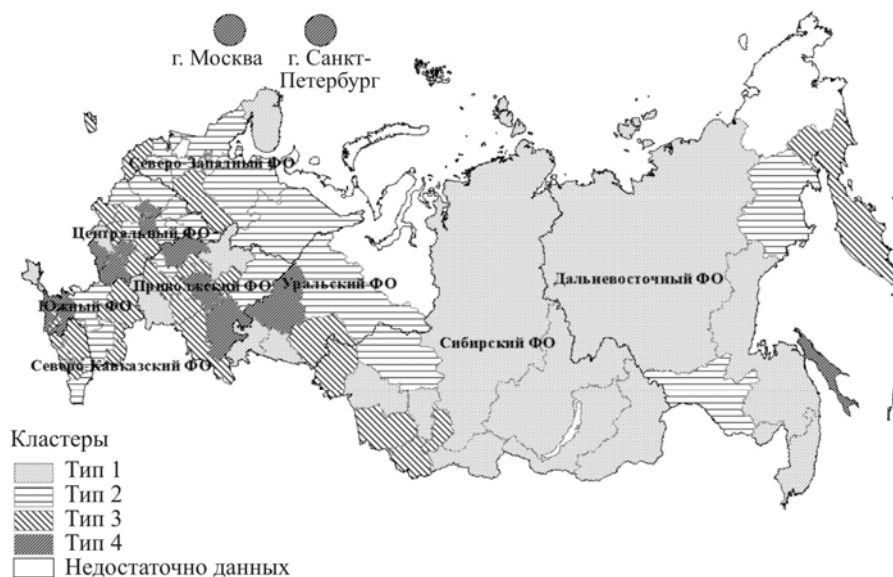 г. Москва
г. Санкт-
Петербург
Северо-Западный ФО
Центральный ФО
Приволжский ФО
Уральский ФО
Дальневосточный ФО
Южный ФО
Сибирский ФО
Северо-Кавказский ФО
Кластеры
Тип 1
Тип 2
Тип 3
Тип 4
Недостаточно данных